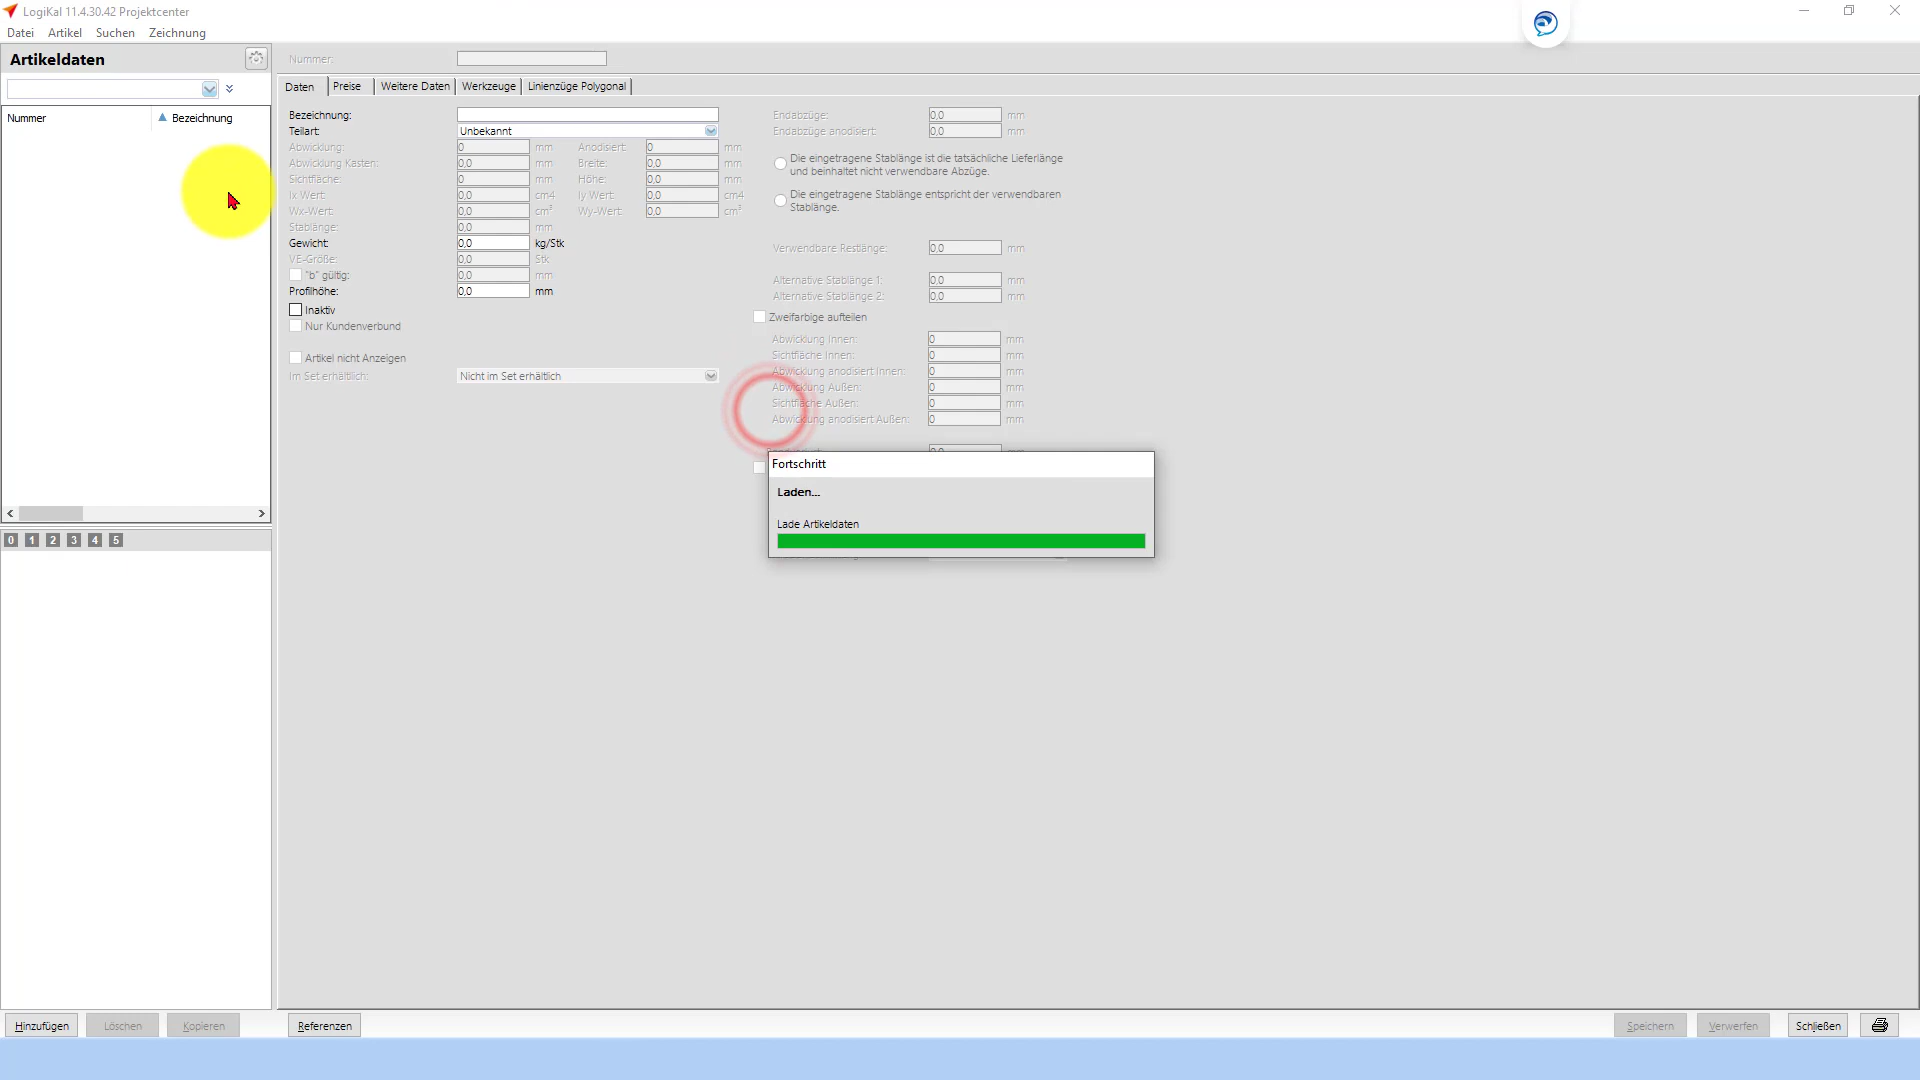 LogiKal 11.4.30.42 Projektcenter
Datei Artikel Suchen Zeichnung
Artikeldaten
Nummer:
Daten Preise Weitere Daten Werkzeuge Linienzüge Polygonal
Nummer Bezeichnung
Bezeichnung:
Teilart: Unbekannt
Abwicklung: 0 mm Anodisiert: 0 mm
Abwicklung Kasten: 0,0 mm Breite: 0,0 mm
Sichtfläche: 0 mm Höhe: 0,0 mm
Ix Wert: 0,0 cm4 Iy Wert: 0,0 cm4
Wx-Wert: 0,0 cm³ Wy-Wert: 0,0 cm³
Stablänge: 0,0 mm
Gewicht: 0,0 kg/Stk
VE-Größe: 0,0 Stk
"b" gültig: 0,0 mm
Profilhöhe: 0,0 mm
Inaktiv
Nur Kundenverbund
Artikel nicht Anzeigen
Im Set erhältlich: Nicht im Set erhältlich
Endabzüge: 0,0 mm
Endabzüge anodisiert: 0,0 mm
Die eingetragene Stablänge ist die tatsächliche Lieferlänge
und beinhaltet nicht verwendbare Abzüge.
Die eingetragene Stablänge entspricht der verwendbaren
Stablänge.
Verwendbare Restlänge: 0,0 mm
Alternative Stablänge 1: 0,0 mm
Alternative Stablänge 2: 0,0 mm
Zweifarbige aufteilen
Abwicklung Innen: 0 mm
Sichtfläche Innen: 0 mm
Abwicklung anodisiert Innen: 0 mm
Abwicklung Außen: 0 mm
Sichtfläche Außen: 0 mm
Abwicklung anodisiert Außen: 0 mm
Fortschritt
Laden...
Lade Artikeldaten
0 1 2 3 4 5
Hinzufügen Löschen Kopieren Referenzen Speichern Verwerfen Schließen